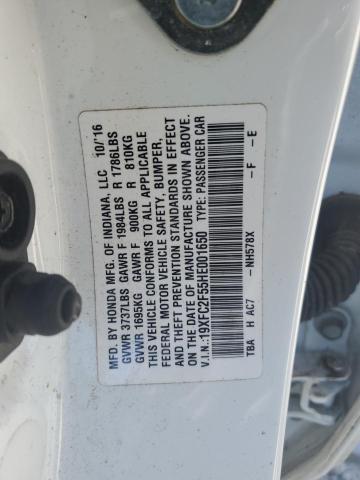 MFD. BY HONDA MFG. OF INDIANA, LLC 10/'16
GVWR 3737LBS GAWR F 1984LBS R 1786LBS
GVWR 1695KG GAWR F 900KG R 810KG
THIS VEHICLE CONFORMS TO ALL APPLICABLE
FEDERAL MOTOR VEHICLE SAFETY, BUMPER,
AND THEFT PREVENTION STANDARDS IN EFFECT
ON THE DATE OF MANUFACTURE SHOWN ABOVE.
V.I.N.:19XFC2F55HE001650 TYPE: PASSENGER CAR
TBA H AC7 —NH578X —F —E